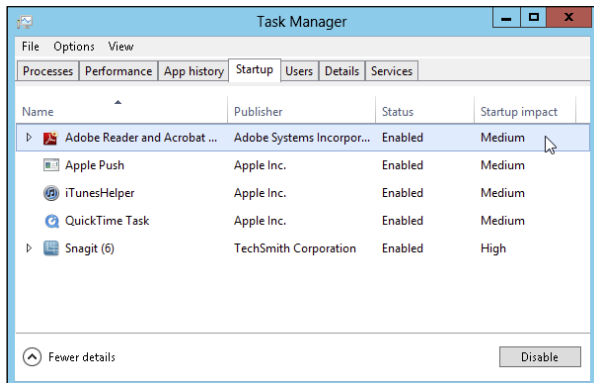 Task Manager
File Options View
Processes Performance App history Startup Users Details Services
Name Publisher Status Startup impact
Adobe Reader and Acrobat ... Adobe Systems Incorpor... Enabled Medium
Apple Push Apple Inc. Enabled Medium
iTunesHelper Apple Inc. Enabled Medium
QuickTime Task Apple Inc. Enabled Medium
Snagit (6) TechSmith Corporation Enabled High
Fewer details Disable